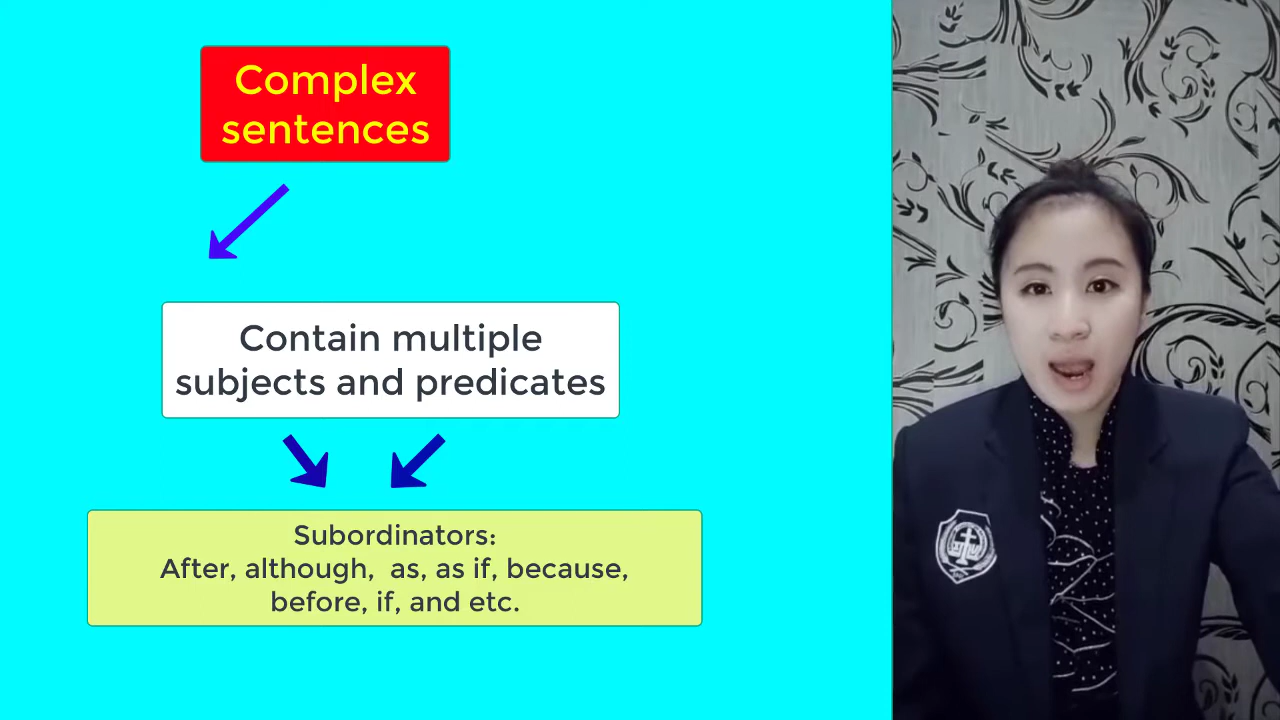 Complex
sentences
Contain multiple
subjects and predicates
Subordinators:
After, although,  as, as if, because,
before, if, and etc.